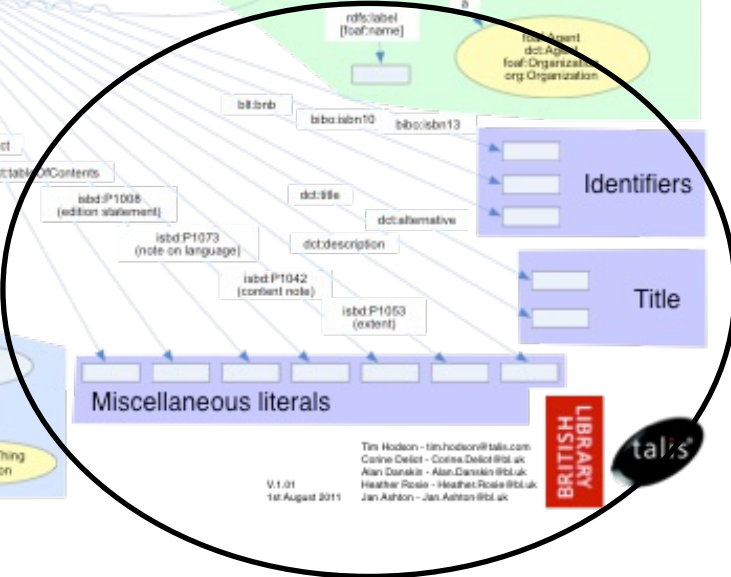 a
rdfs:label
[foaf:name]
foaf:Agent
dct:Agent
foaf:Organization
org:Organization
blt:bnb
bibo:isbn10
bibo:isbn13
Identifiers
ct
t:tableOfContents
isbd:P1008
(edition statement)
dct:title
dct:alternative
isbd:P1073
(note on language)
dct:description
isbd:P1042
(content note)
isbd:P1053
(extent)
Title
Miscellaneous literals
hing
on
V.1.01
1st August 2011
Tim Hodson - tim.hodson@talis.com
Corine Deliot - Corine.Deliot@bl.uk
Alan Danskin - Alan.Danskin@bl.uk
Heather Rosie - Heather.Rosie@bl.uk
Jan Ashton - Jan.Ashton@bl.uk
BRITISH
LIBRARY
talis